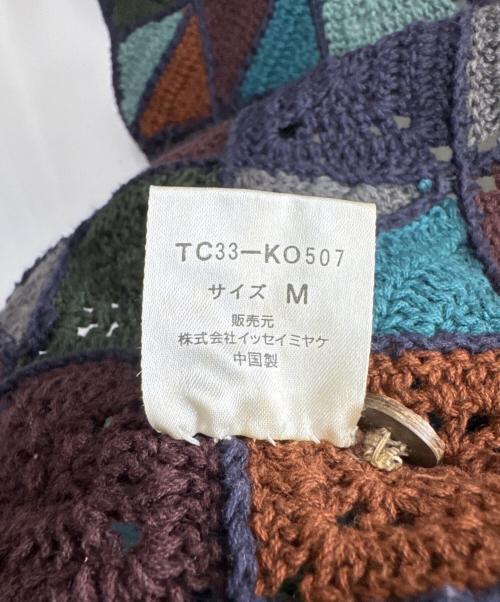 TC33-KO507
サイズ M
販売元
株式会社イッセイミヤケ
中国製